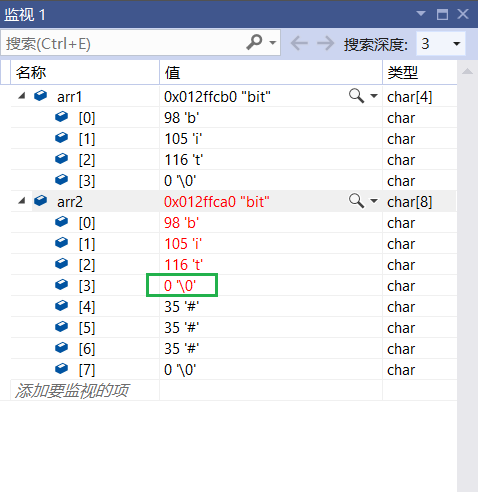 监视 1
搜索(Ctrl+E) 搜索深度: 3
名称 值 类型
arr1 0x012ffcb0 "bit" char[4]
[0] 98 'b' char
[1] 105 'i' char
[2] 116 't' char
[3] 0 '\0' char
arr2 0x012ffca0 "bit" char[8]
[0] 98 'b' char
[1] 105 'i' char
[2] 116 't' char
[3] 0 '\0' char
[4] 35 '#' char
[5] 35 '#' char
[6] 35 '#' char
[7] 0 '\0' char
添加要监视的项